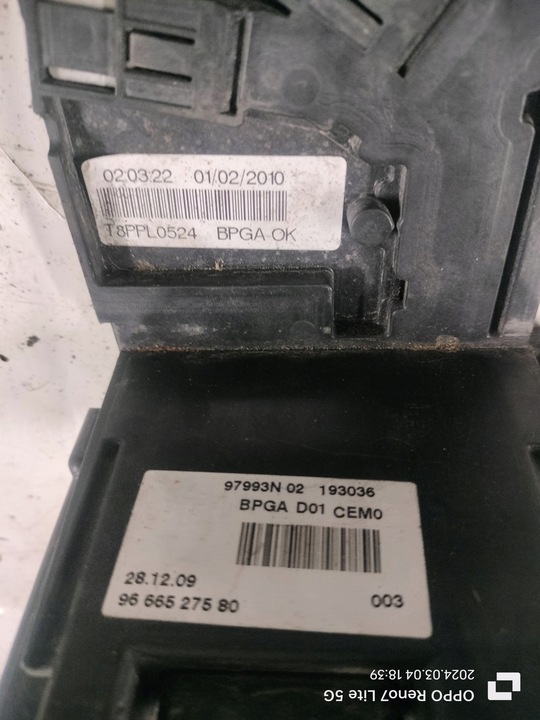 02:03:22 01/02/2010
T8PPL0524 BPGA OK
97993N 02 193036
BPGA D01 CEM0
28.12.09
96 665 275 80 003
2024.03.04 18:39
OPPO Reno7 Lite 5G